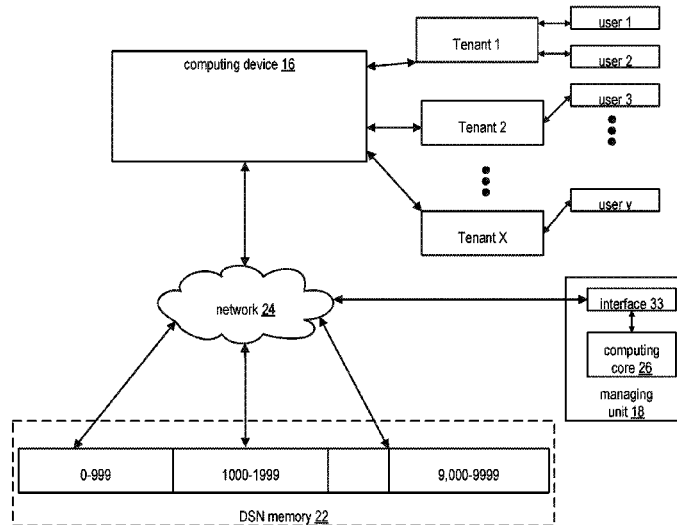 computing device 16
Tenant 1
user 1
user 2
Tenant 2
user 3
Tenant X
user y
network 24
interface 33
computing
core 26
managing
unit 18
0-999
1000-1999
9,000-9999
DSN memory 22